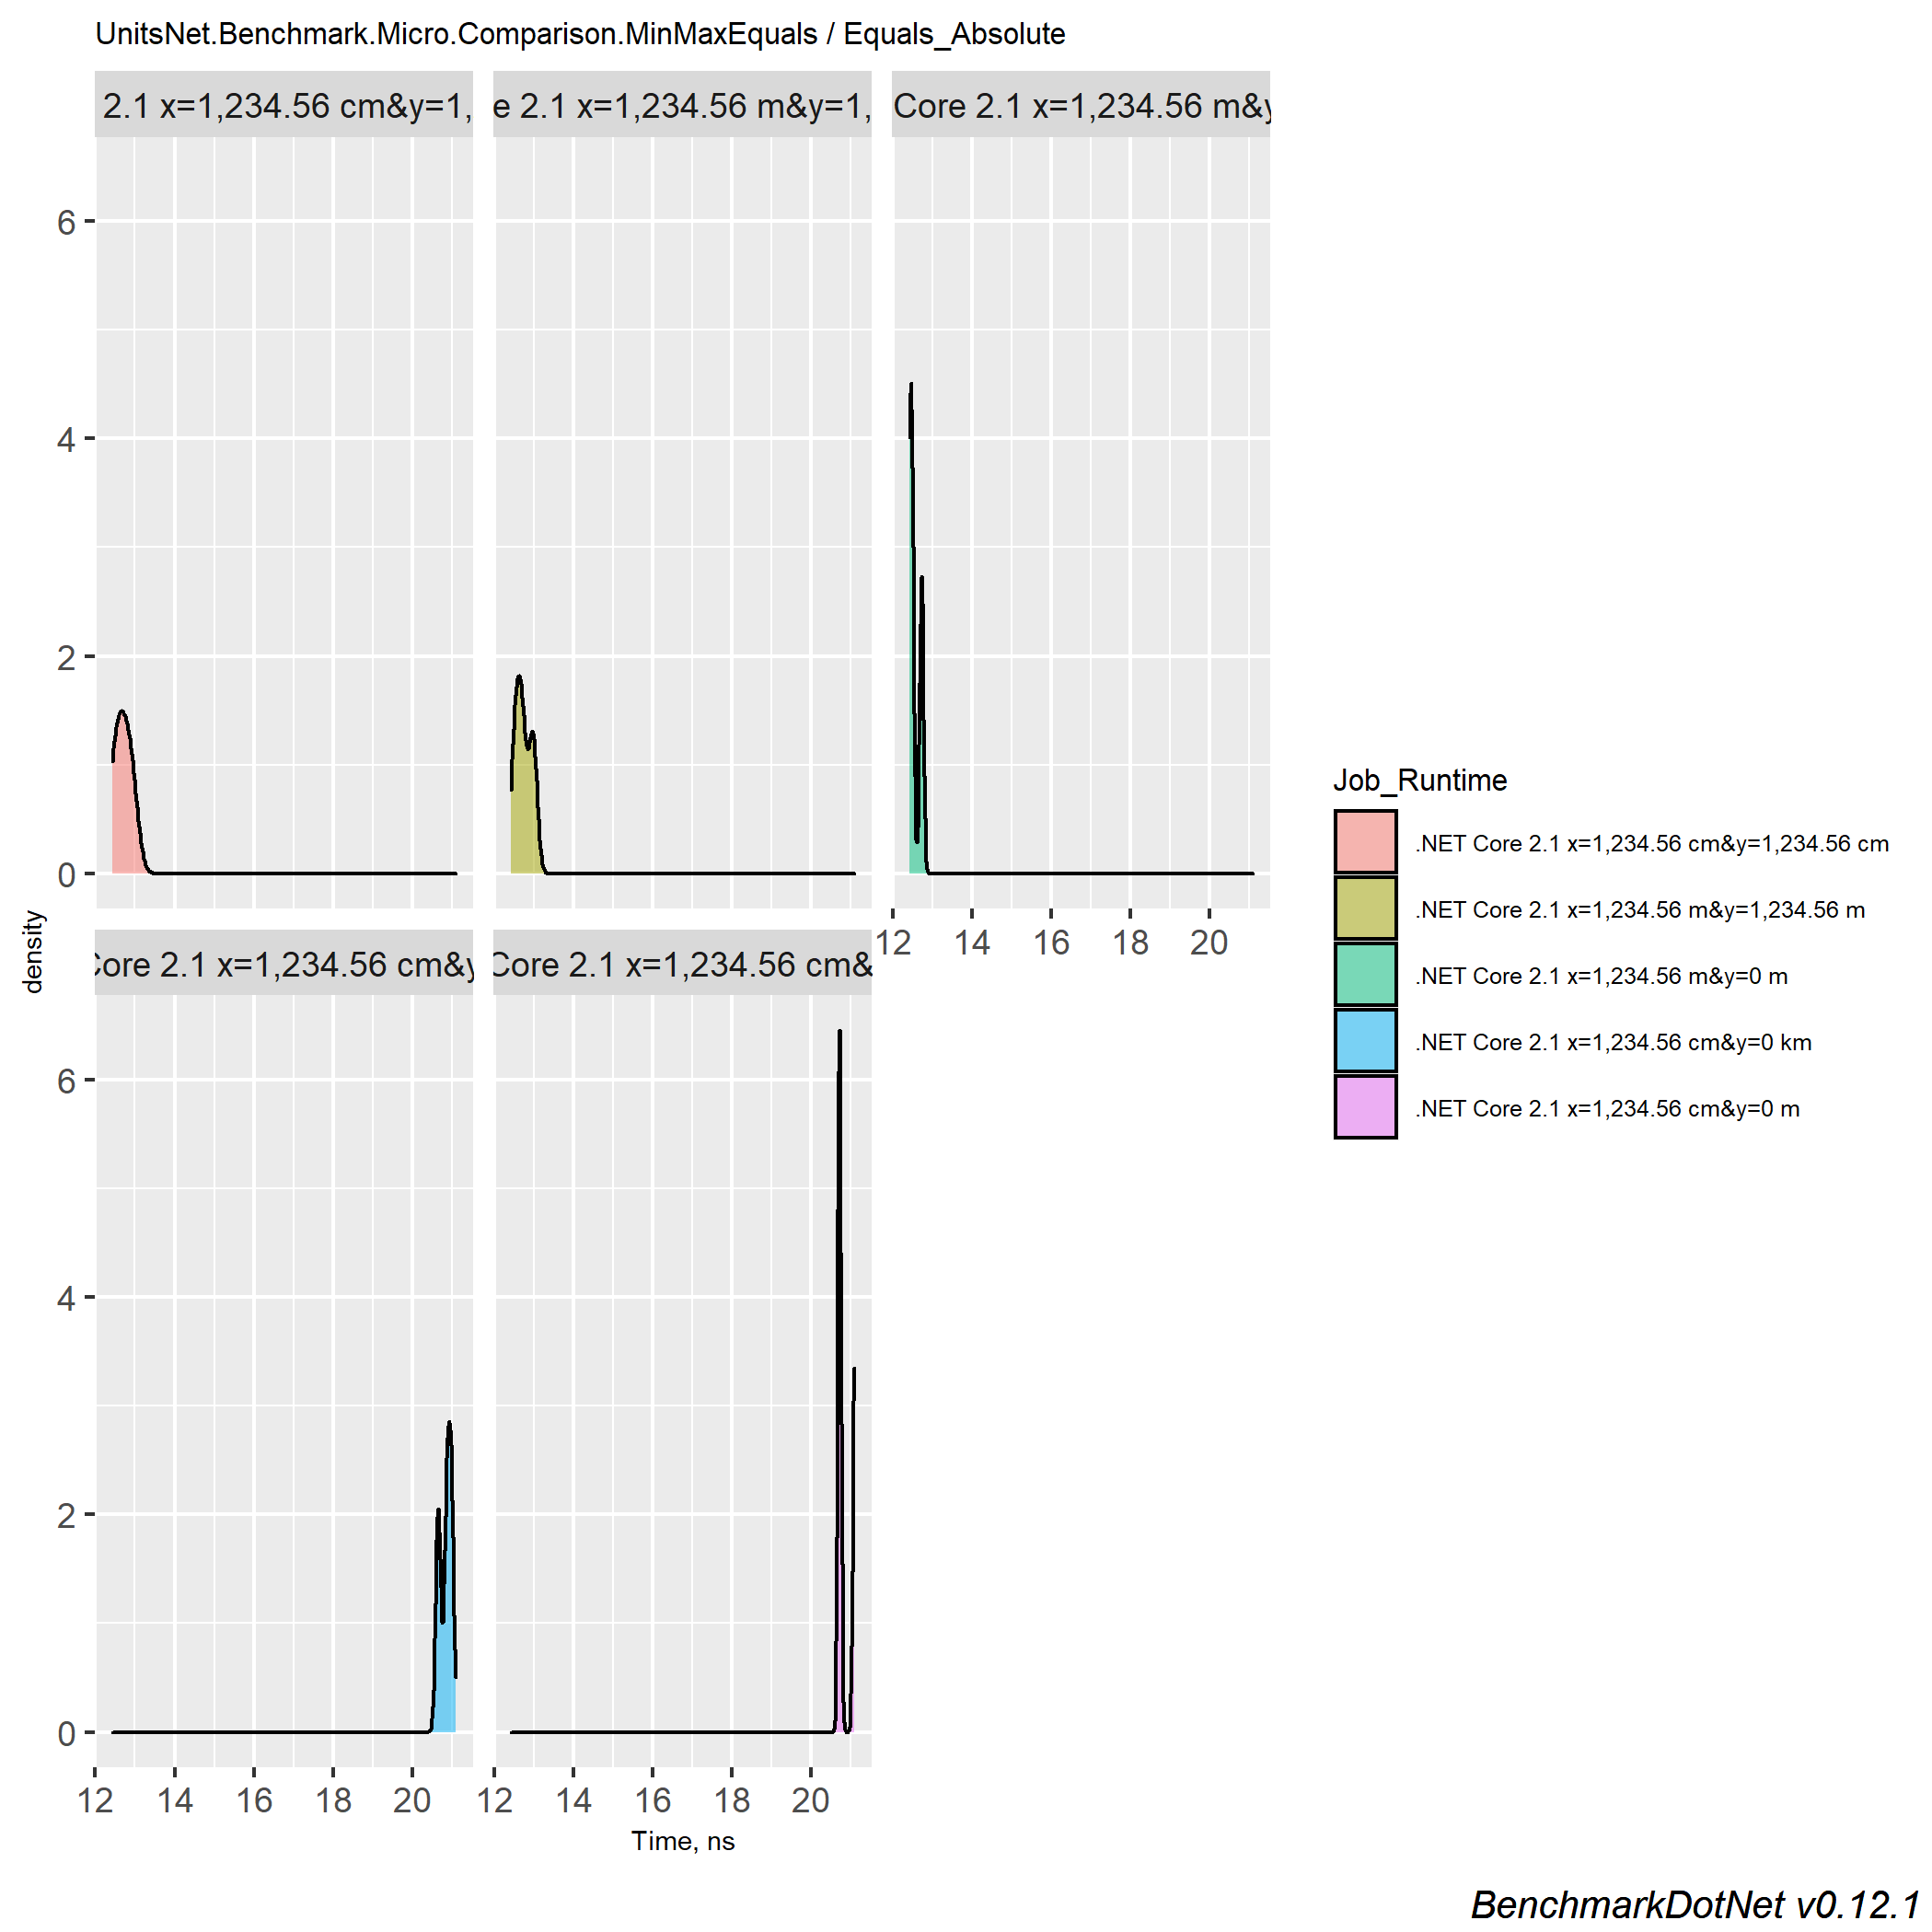 UnitsNet.Benchmark.Micro.Comparison.MinMaxEquals / Equals_Absolute
2.1 x=1,234.56 cm&y=1,
e 2.1 x=1,234.56 m&y=1,
Core 2.1 x=1,234.56 m&y
6
4
2
0
12 14 16 18 20
density
Core 2.1 x=1,234.56 cm&y
Core 2.1 x=1,234.56 cm&
6
4
2
0
12 14 16 18 20
12 14 16 18 20
Time, ns
Job_Runtime
.NET Core 2.1 x=1,234.56 cm&y=1,234.56 cm
.NET Core 2.1 x=1,234.56 m&y=1,234.56 m
.NET Core 2.1 x=1,234.56 m&y=0 m
.NET Core 2.1 x=1,234.56 cm&y=0 km
.NET Core 2.1 x=1,234.56 cm&y=0 m
BenchmarkDotNet v0.12.1